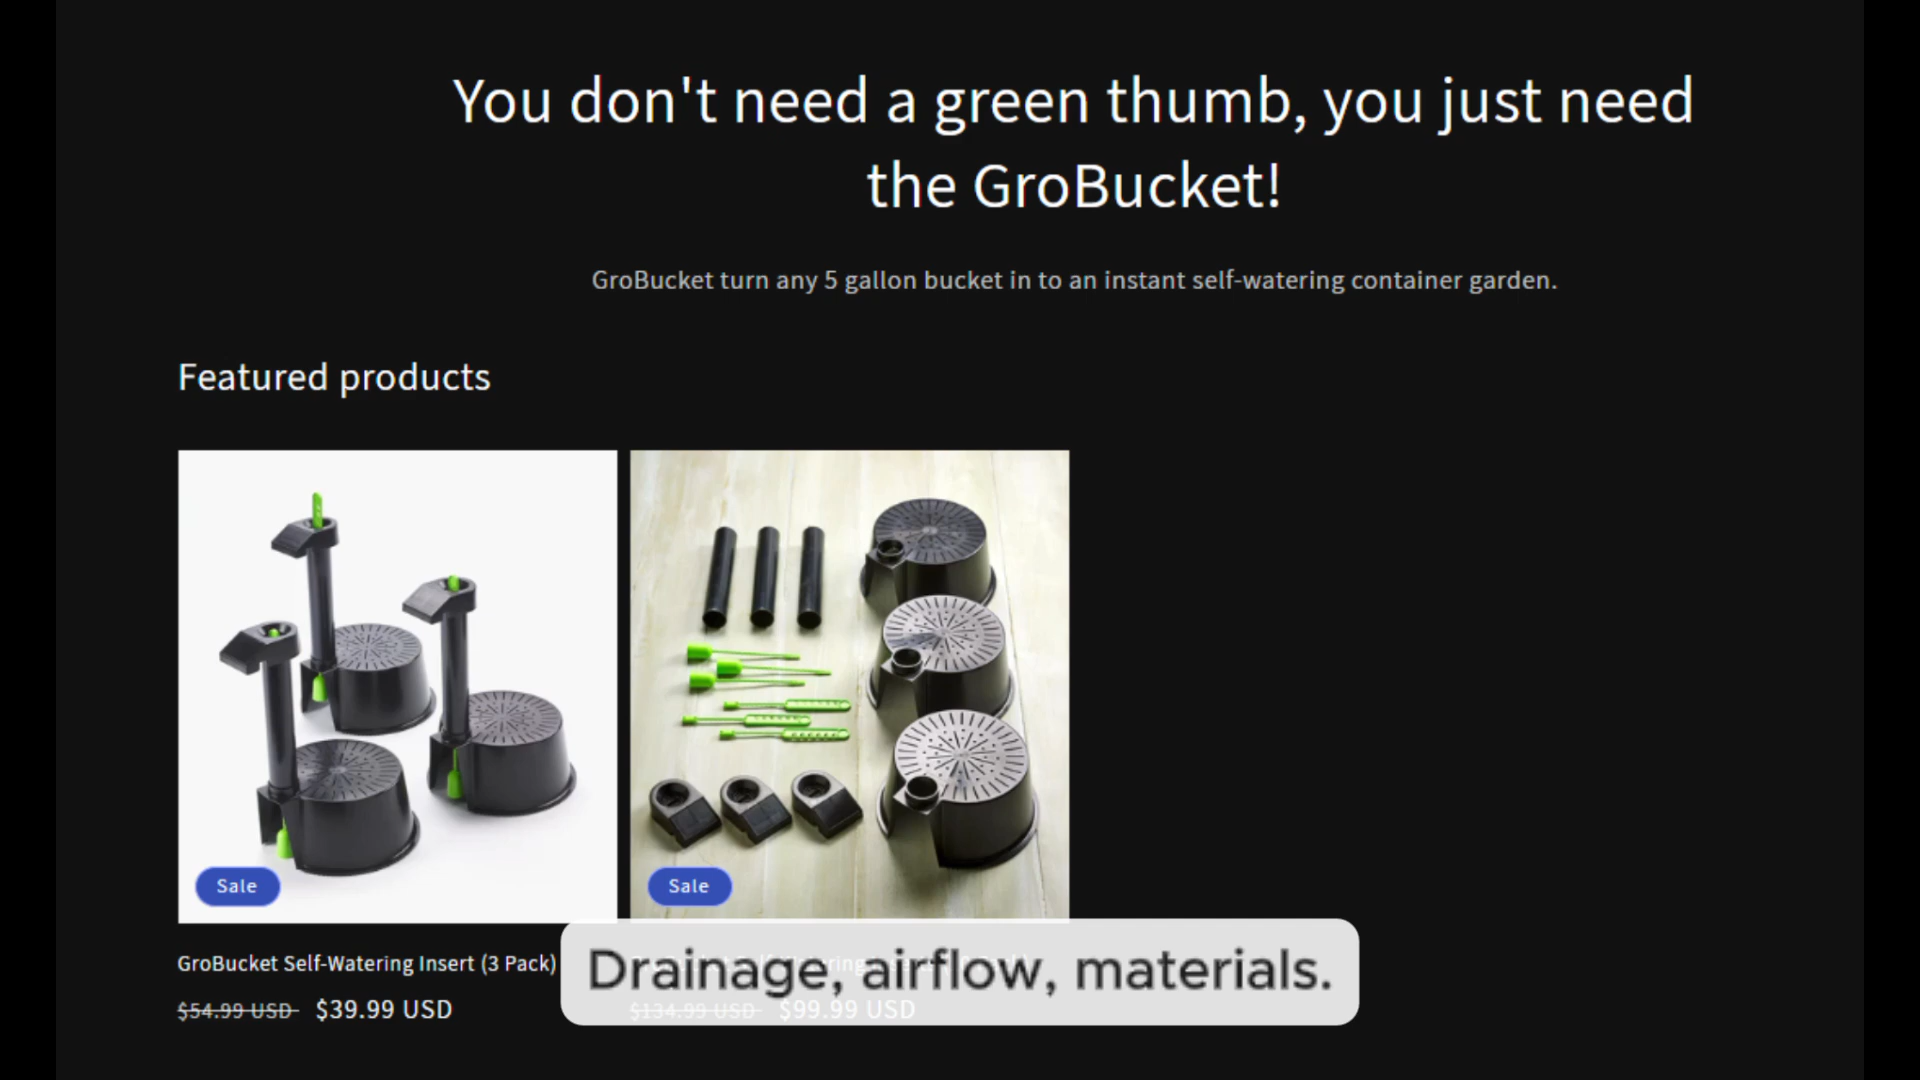 You don't need a green thumb, you just need
the GroBucket!
GroBucket turn any 5 gallon bucket in to an instant self-watering container garden.
Featured products
Sale
Sale
GroBucket Self-Watering Insert (3 Pack)
$54.99 USD $39.99 USD
$134.99 USD $99.99 USD
Drainage, airflow, materials.